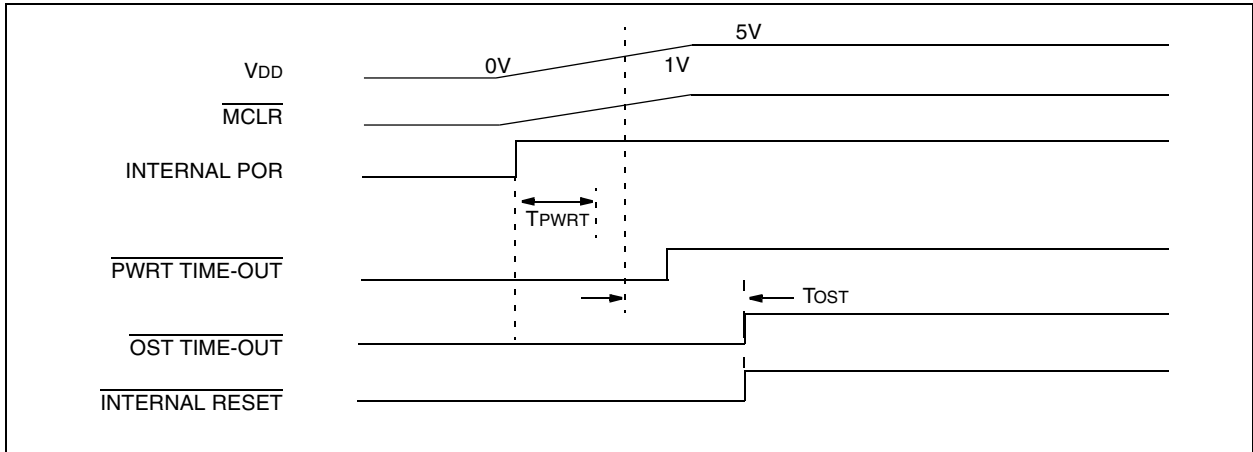 5V
VDD 0V 1V
MCLR
INTERNAL POR
TPWRT
PWRT TIME-OUT
TOST
OST TIME-OUT
INTERNAL RESET